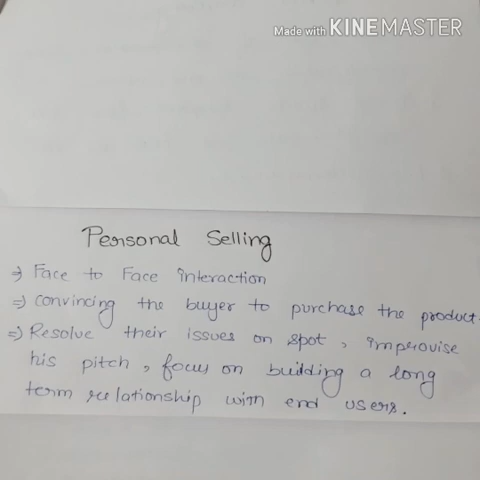 Made with KINEMASTER
Personal Selling
⇒ Face to Face interaction
⇒ convincing the buyer to purchase the product.
⇒ Resolve their issues on spot, improvise
his pitch, focus on building a long
term relationship with end users.